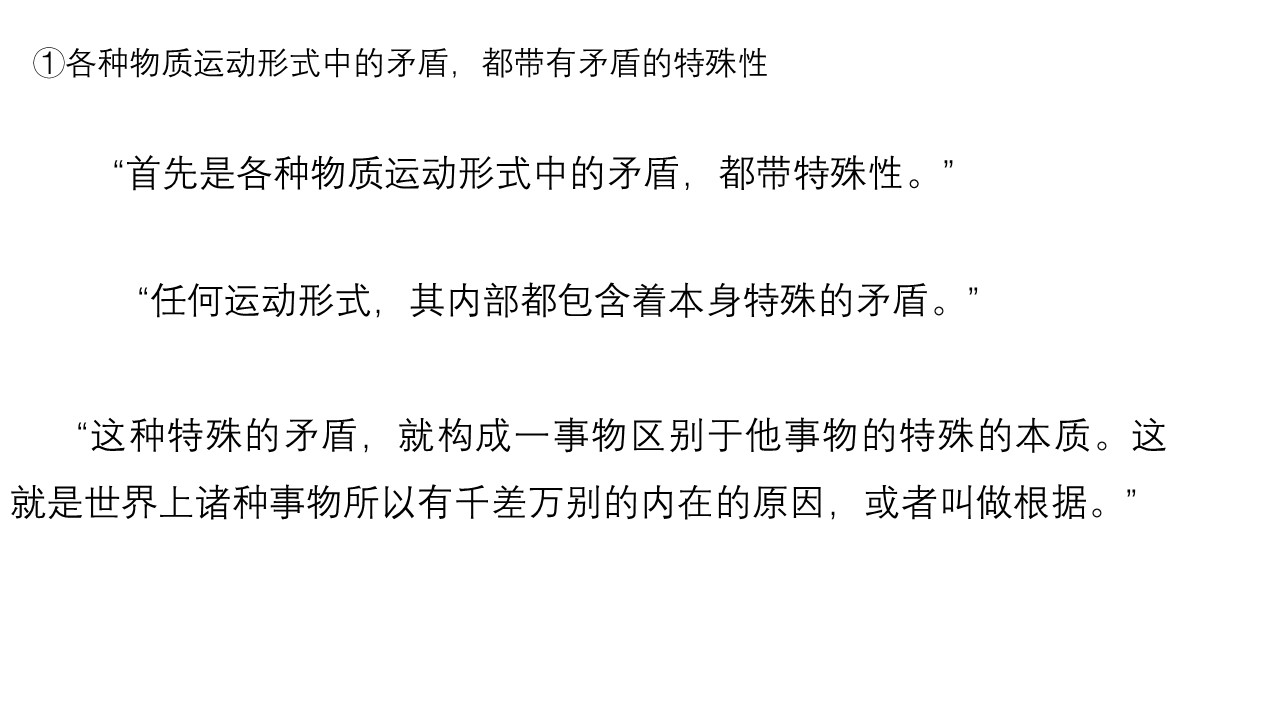 ①各种物质运动形式中的矛盾，都带有矛盾的特殊性
“首先是各种物质运动形式中的矛盾，都带特殊性。”
“任何运动形式，其内部都包含着本身特殊的矛盾。”
“这种特殊的矛盾，就构成一事物区别于他事物的特殊的本质。这
就是世界上诸种事物所以有千差万别的内在的原因，或者叫做根据。”